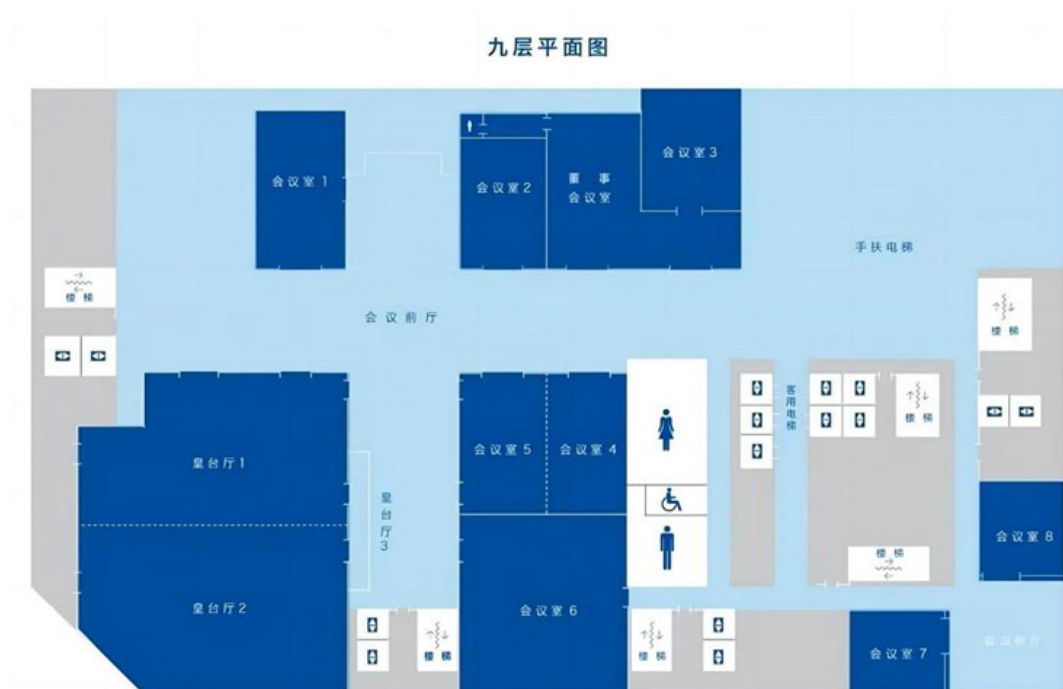 九层平面图
会议室 1
会议室 2
董 事
会议室
会议室 3
手扶电梯
楼 梯
会议前厅
楼 梯
客用电梯
楼 梯
皇台厅1
会议室 5
会议室 4
皇台厅3
会议室 8
楼 梯
皇台厅2
会议室 6
楼 梯
楼 梯
会议室 7